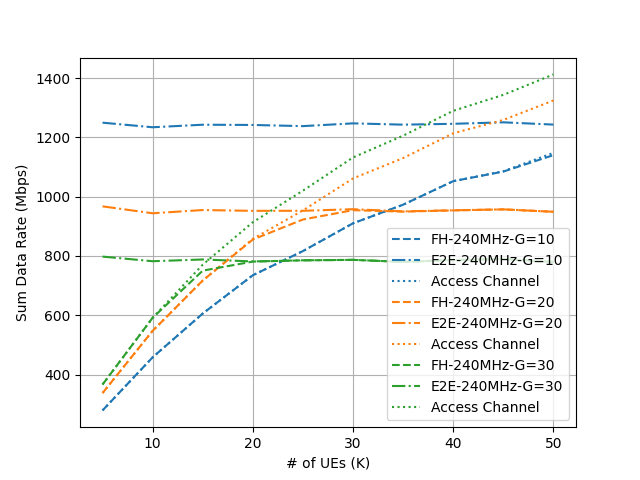 1400
1200
1000
800
600
400
Sum Data Rate (Mbps)
FH-240MHz-G=10
E2E-240MHz-G=10
Access Channel
FH-240MHz-G=20
E2E-240MHz-G=20
Access Channel
FH-240MHz-G=30
E2E-240MHz-G=30
Access Channel
10 20 30 40 50
# of UEs (K)